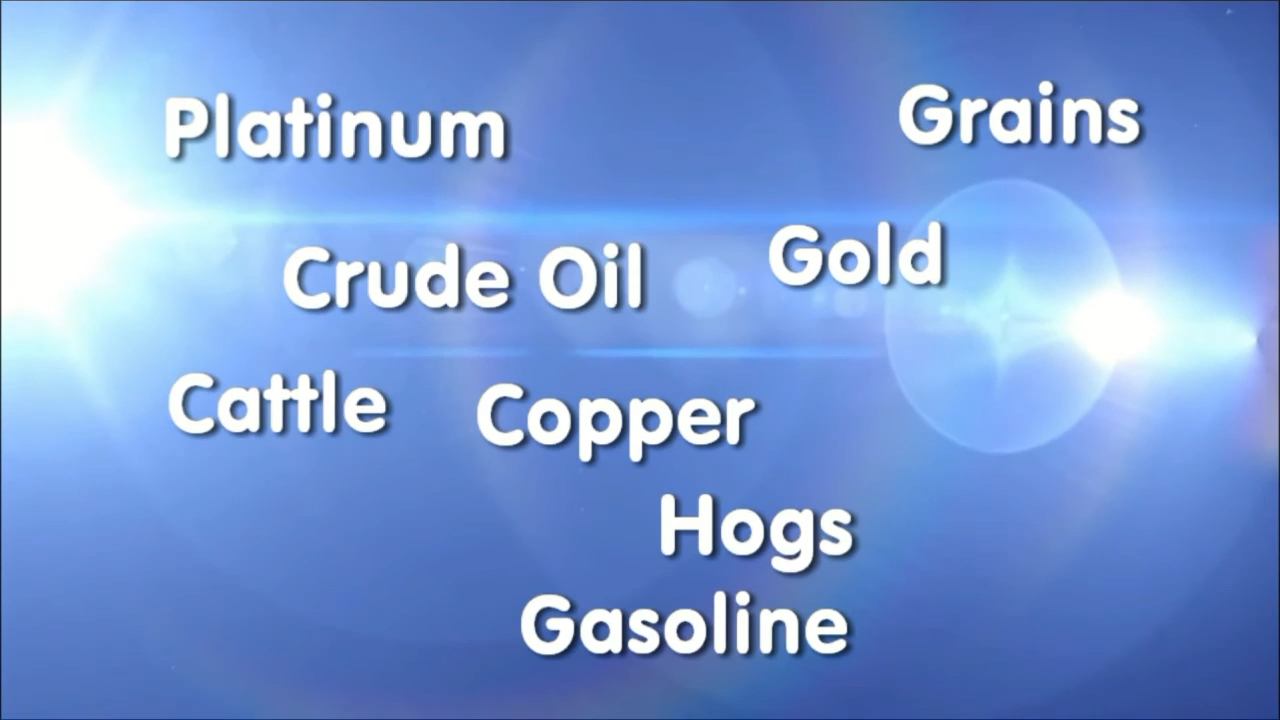 Platinum
Grains
Crude Oil
Gold
Cattle
Copper
Hogs
Gasoline